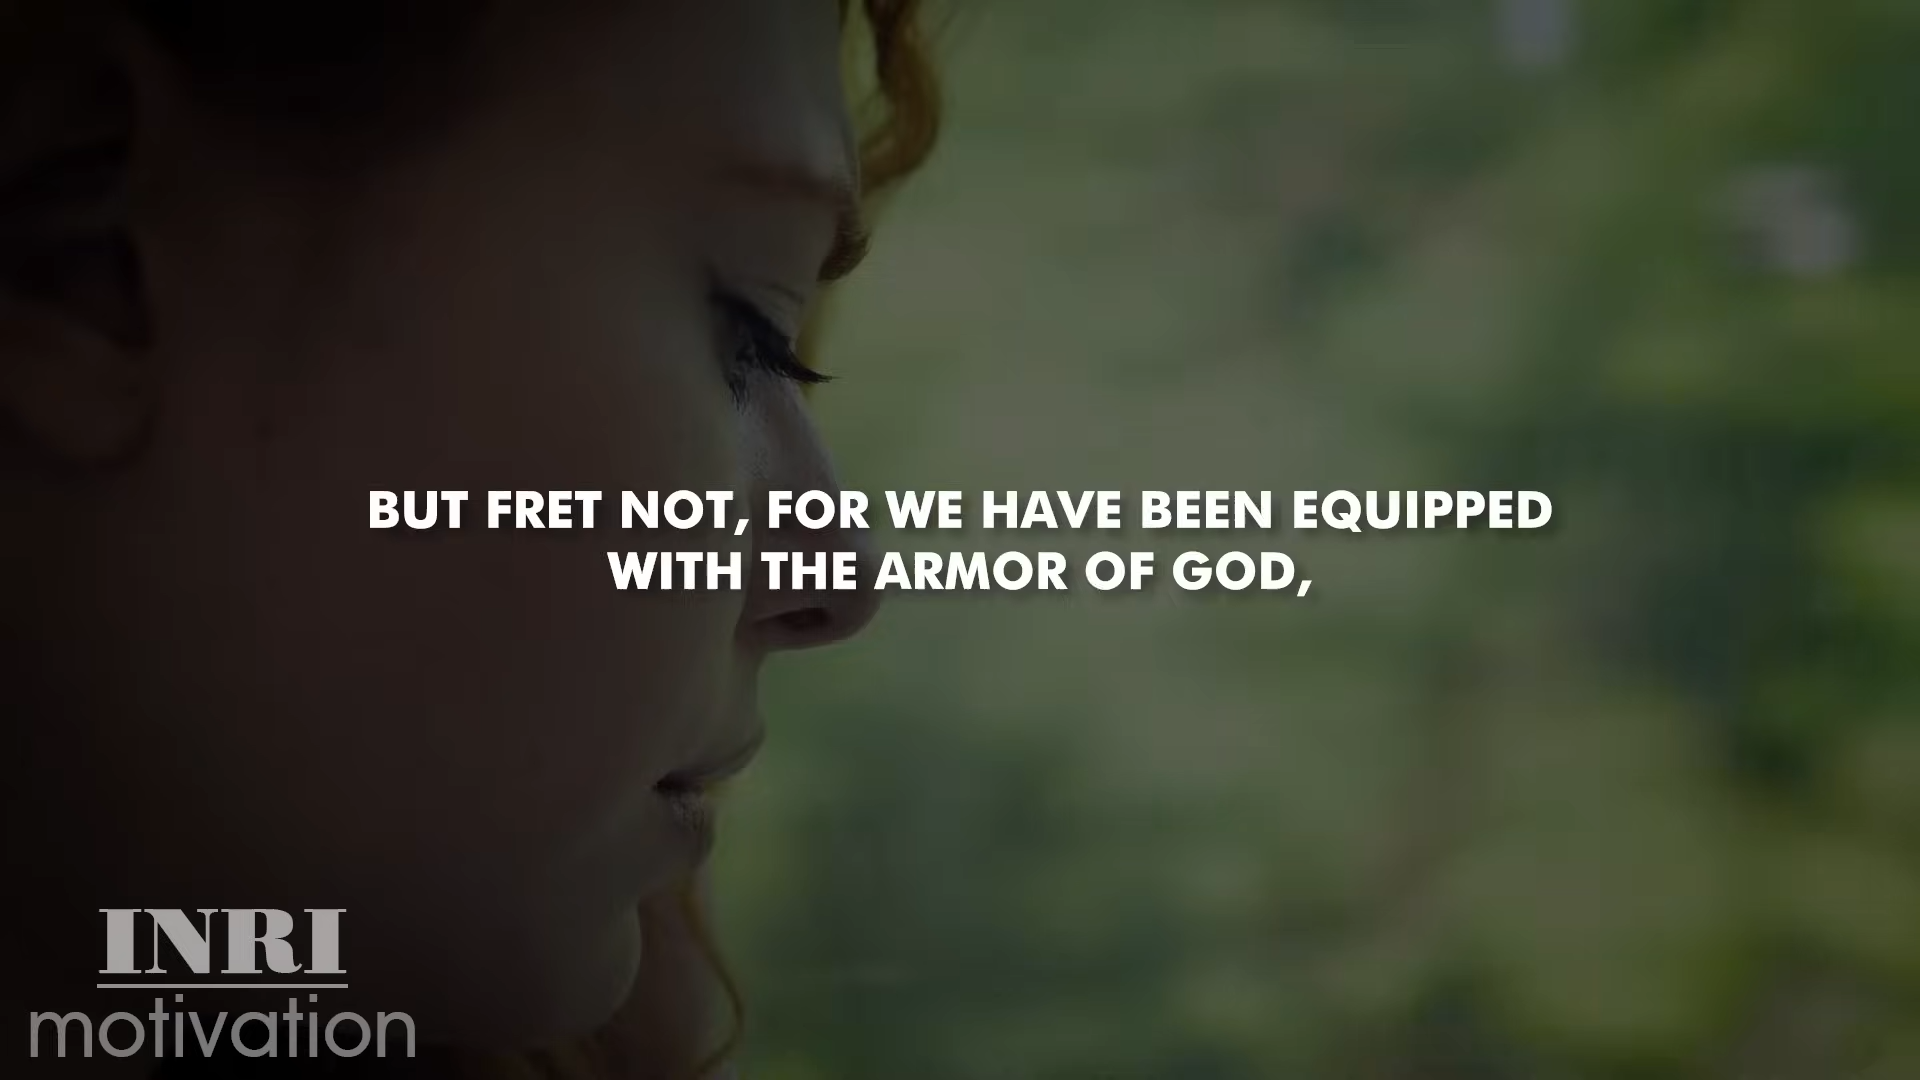 BUT FRET NOT, FOR WE HAVE BEEN EQUIPPED
WITH THE ARMOR OF GOD,
INRI
motivation